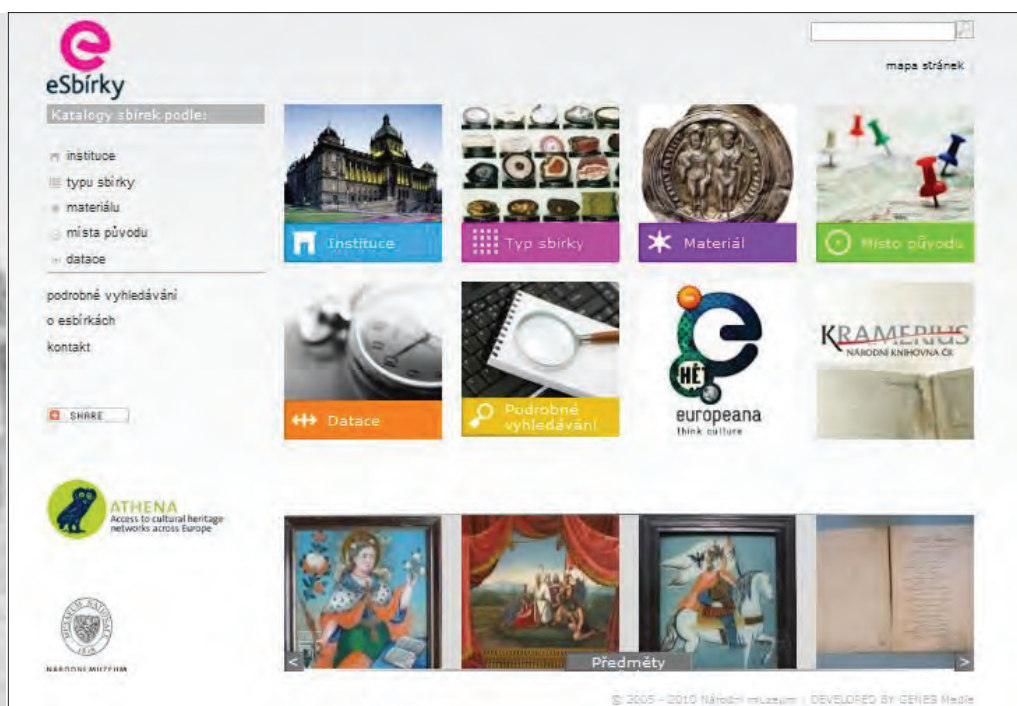 eSbírky
mapa stránek
Katalogy sbírek podle:
instituce
typu sbírky
materiálu
místa původu
datace
podrobné vyhledávání
o esbírkách
kontakt
SHARE
ATHENA
Access to cultural heritage
networks across Europe
NÁRODNÍ MUZEUM
Instituce
Typ sbírky
Materiál
Místo původu
Datace
Podrobné
vyhledávání
HÉT
europeana
think culture
KRAMERIUS
NÁRODNÍ KNIHOVNA ČR
<
Předměty
>
© 2005 - 2010 Národní muzeum | DEVELOPED BY GENES Media